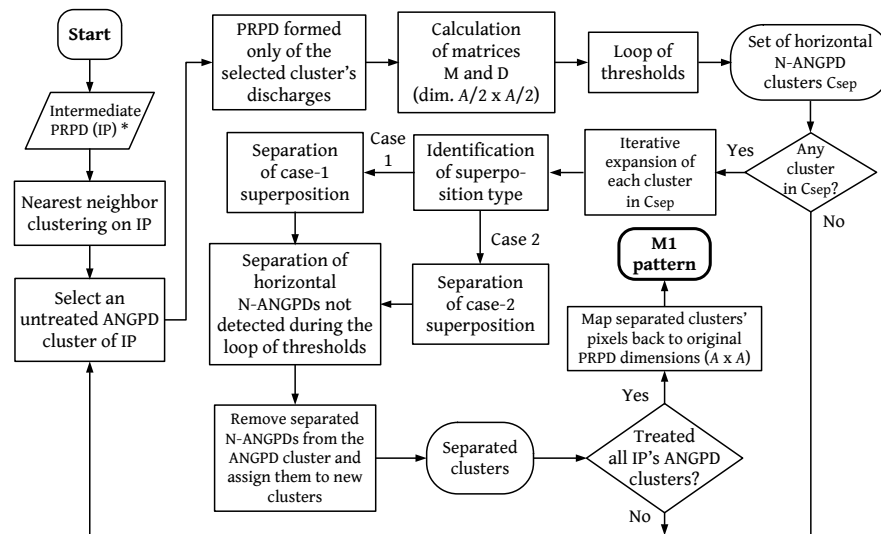 Start
Intermediate
PRPD (IP) *
Nearest neighbor
clustering on IP
Select an
untreated ANGPD
cluster of IP
PRPD formed
only of the
selected cluster's
discharges
Calculation
of matrices
M and D
(dim. A/2 x A/2)
Loop of
thresholds
Set of horizontal
N-ANGPD
clusters Csep
Any
cluster
in Csep?
Yes
No
Iterative
expansion of
each cluster
in Csep
Identification
of superpo-
sition type
Case
1
Case 2
Separation
of case-1
superposition
Separation
of case-2
superposition
Separation of
horizontal
N-ANGPDs not
detected during the
loop of thresholds
Remove separated
N-ANGPDs from the
ANGPD cluster and
assign them to new
clusters
Separated
clusters
Treated
all IP's ANGPD
clusters?
Yes
No
Map separated clusters'
pixels back to original
PRPD dimensions (A x A)
M1
pattern